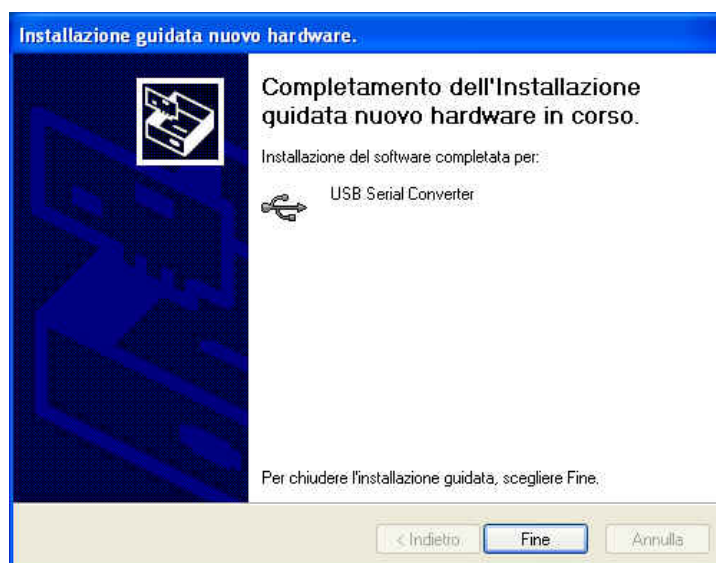 Installazione guidata nuovo hardware.
Completamento dell'Installazione
guidata nuovo hardware in corso.
Installazione del software completata per:
USB Serial Converter
Per chiudere l'installazione guidata, scegliere Fine.
< Indietro Fine Annulla